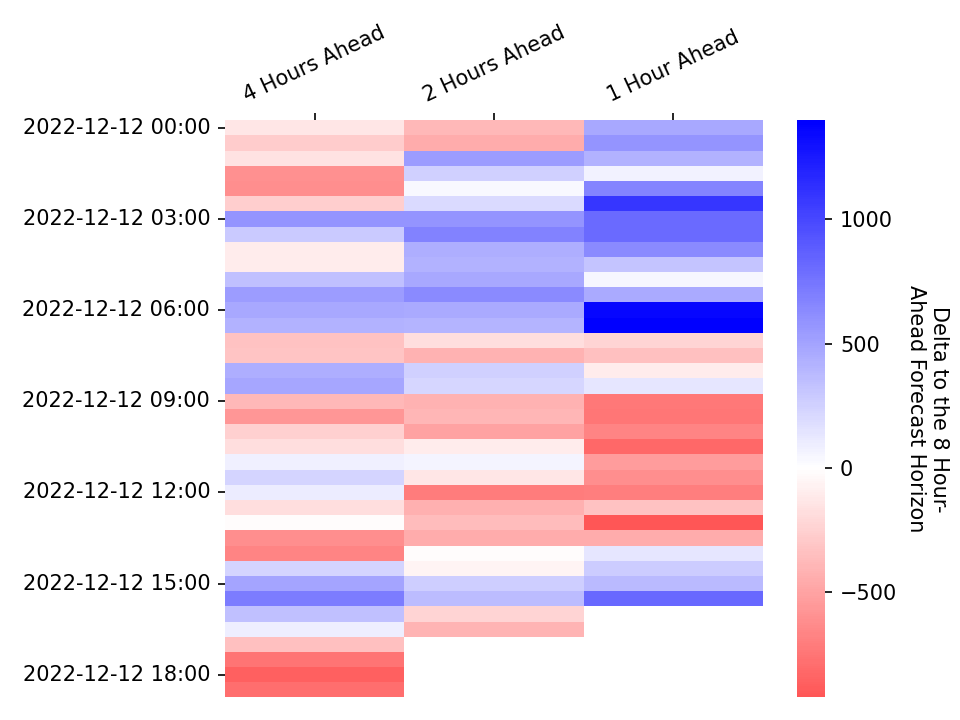 4 Hours Ahead
2 Hours Ahead
1 Hour Ahead
2022-12-12 00:00
2022-12-12 03:00
2022-12-12 06:00
2022-12-12 09:00
2022-12-12 12:00
2022-12-12 15:00
2022-12-12 18:00
1000
500
0
−500
Delta to the 8 Hour-
Ahead Forecast Horizon